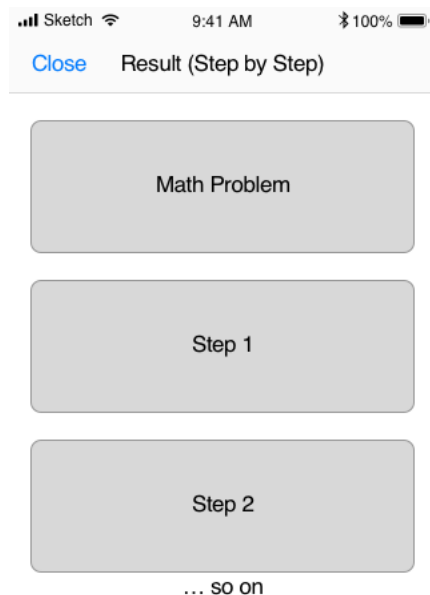 Sketch 9:41 AM 100%
Close Result (Step by Step)
Math Problem
Step 1
Step 2
... so on